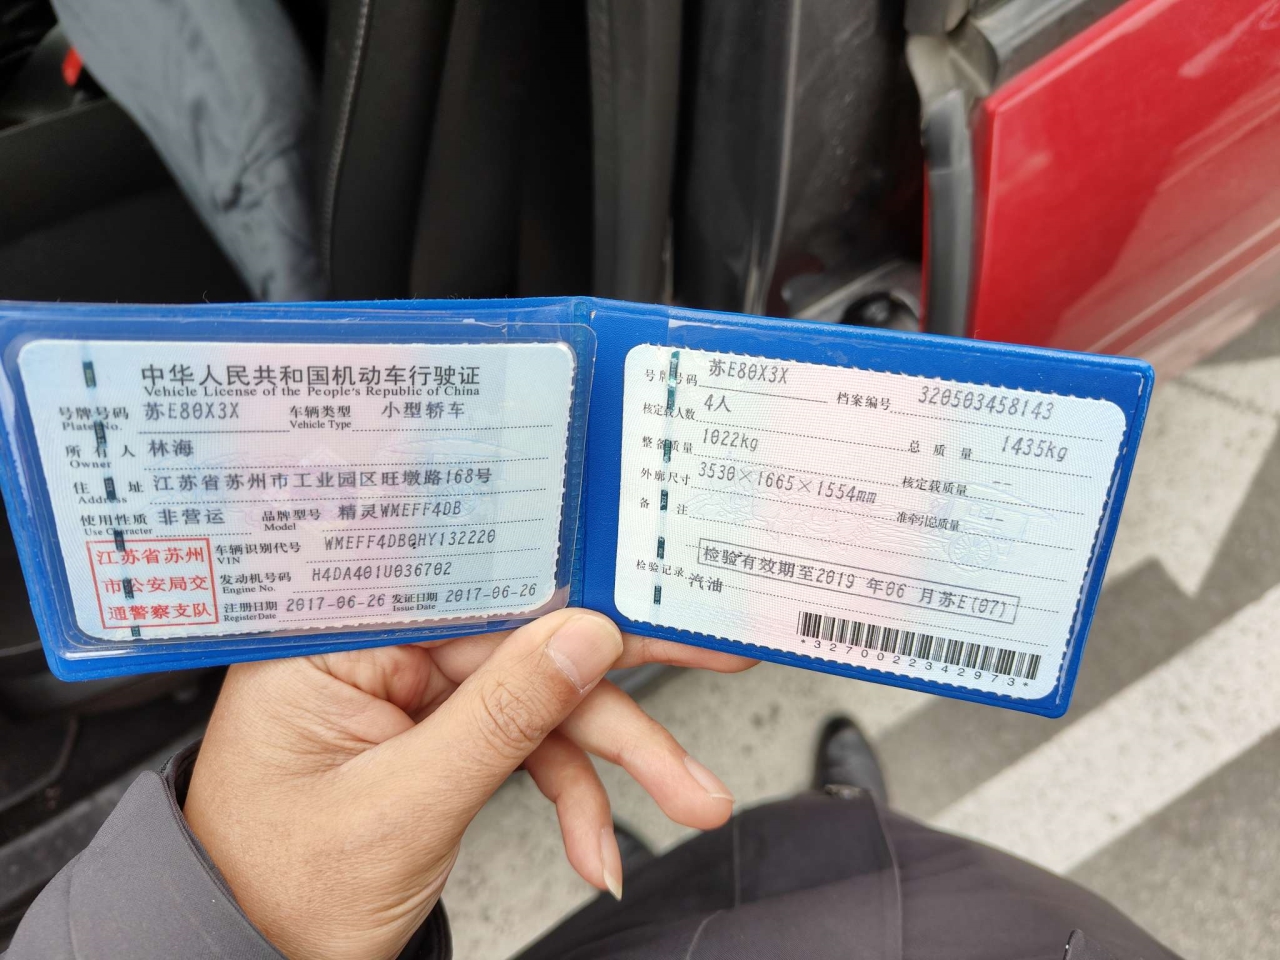 中华人民共和国机动车行驶证
Vehicle License of the People's Republic of China
号牌号码 苏E80X3X 车辆类型 小型轿车
Plate No. Vehicle Type
所有人 林海
Owner
住址 江苏省苏州市工业园区旺墩路168号
Address
使用性质 非营运 品牌型号 精灵WMEFF4DB
Use Character Model
江苏省苏州
市公安局交
通警察支队
车辆识别代号 WMEFF4DB0HY132220
VIN
发动机号码 H4DA401U036702
Engine No.
注册日期 2017-06-26 发证日期 2017-06-26
Register Date Issue Date
号牌号码 苏E80X3X 档案编号 320503458143
核定载人数 4人
整备质量 1022kg 总质量 1435kg
外廓尺寸 3530×1665×1554mm 核定载质量 --
备注 准牵引总质量 --
检验有效期至2019年06月苏E(07)
检验记录 汽油
*3270022342973*